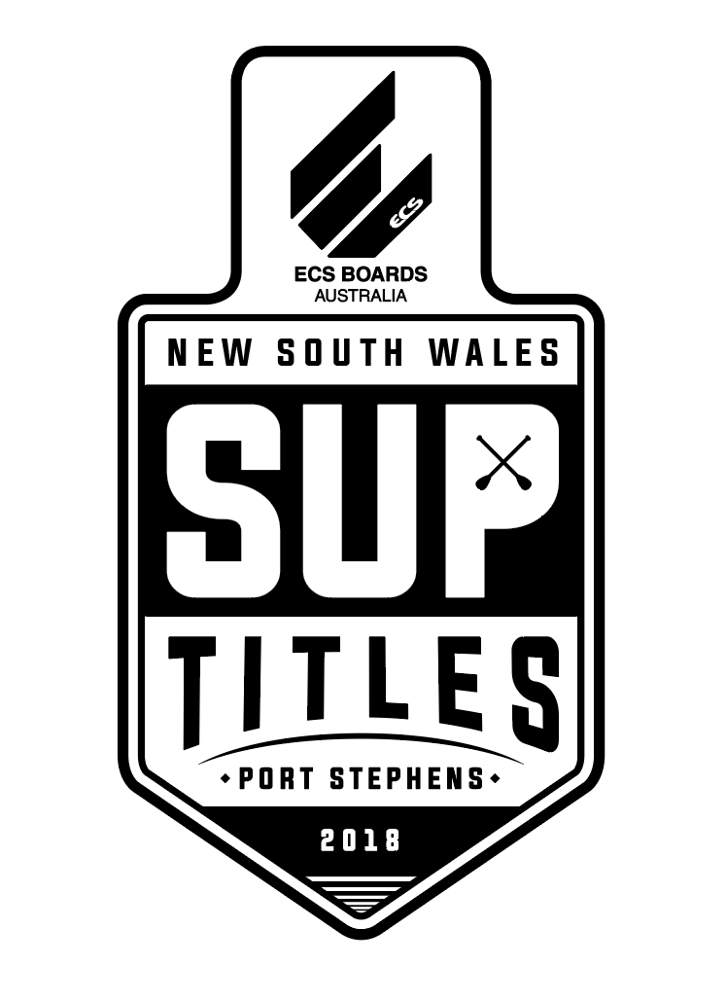 ECS
ECS BOARDS
AUSTRALIA
NEW SOUTH WALES
SUP
TITLES
PORT STEPHENS
2018